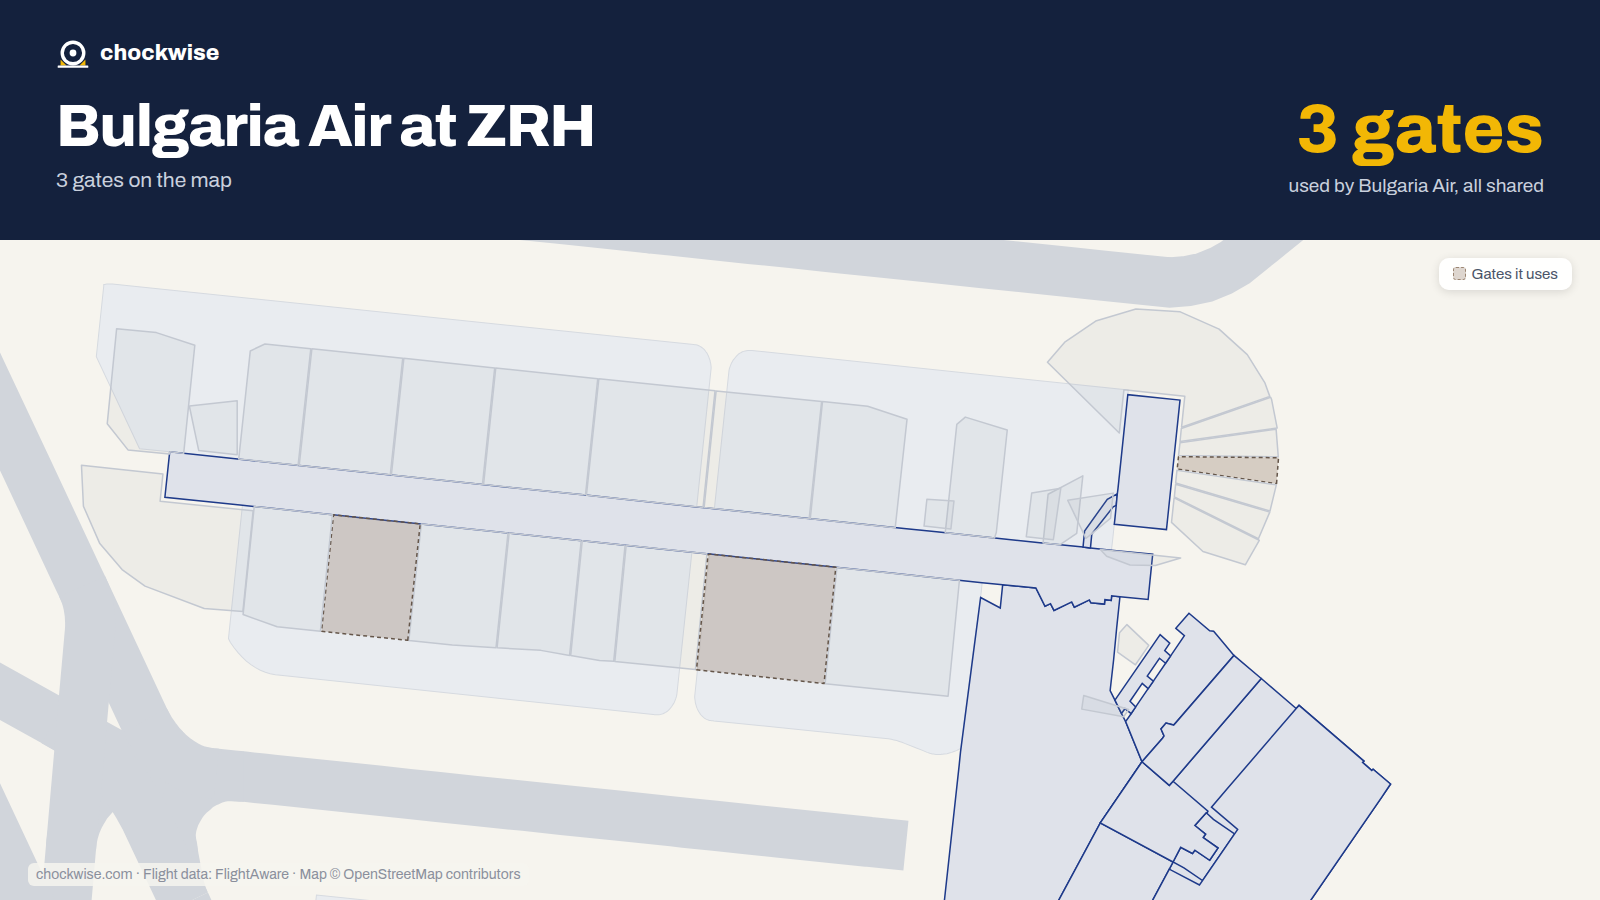 chockwise
Bulgaria Air at ZRH
3 gates on the map
3 gates
used by Bulgaria Air, all shared
Gates it uses
chockwise.com · Flight data: FlightAware · Map © OpenStreetMap contributors